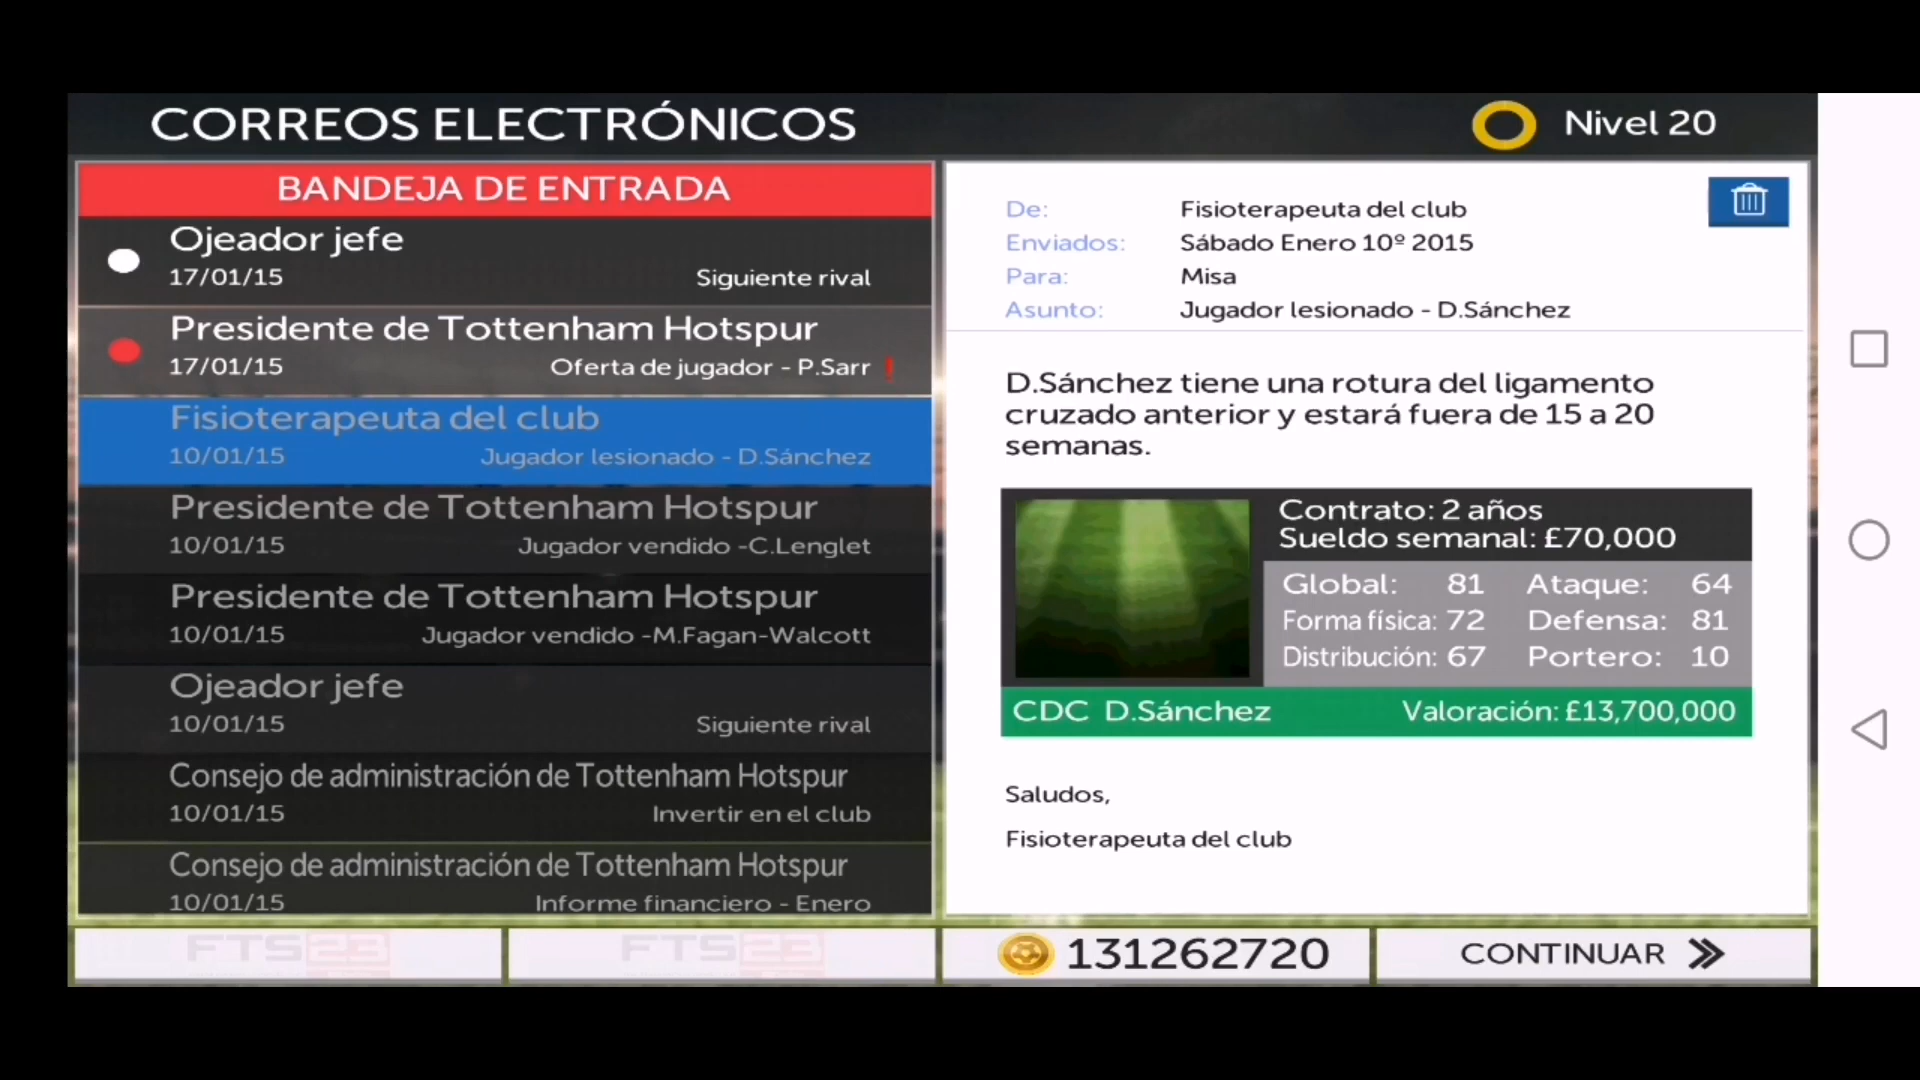 CORREOS ELECTRÓNICOS
Nivel 20
BANDEJA DE ENTRADA
Ojeador jefe
17/01/15 Siguiente rival
Presidente de Tottenham Hotspur
17/01/15 Oferta de jugador - P.Sarr !
Fisioterapeuta del club
10/01/15 Jugador lesionado - D.Sánchez
Presidente de Tottenham Hotspur
10/01/15 Jugador vendido -C.Lenglet
Presidente de Tottenham Hotspur
10/01/15 Jugador vendido -M.Fagan-Walcott
Ojeador jefe
10/01/15 Siguiente rival
Consejo de administración de Tottenham Hotspur
10/01/15 Invertir en el club
Consejo de administración de Tottenham Hotspur
10/01/15 Informe financiero - Enero
De: Fisioterapeuta del club
Enviados: Sábado Enero 10º 2015
Para: Misa
Asunto: Jugador lesionado - D.Sánchez
D.Sánchez tiene una rotura del ligamento
cruzado anterior y estará fuera de 15 a 20
semanas.
Contrato: 2 años
Sueldo semanal: £70,000
Global: 81 Ataque: 64
Forma física: 72 Defensa: 81
Distribución: 67 Portero: 10
CDC D.Sánchez Valoración: £13,700,000
Saludos,
Fisioterapeuta del club
FTS23
FTS23
131262720
CONTINUAR